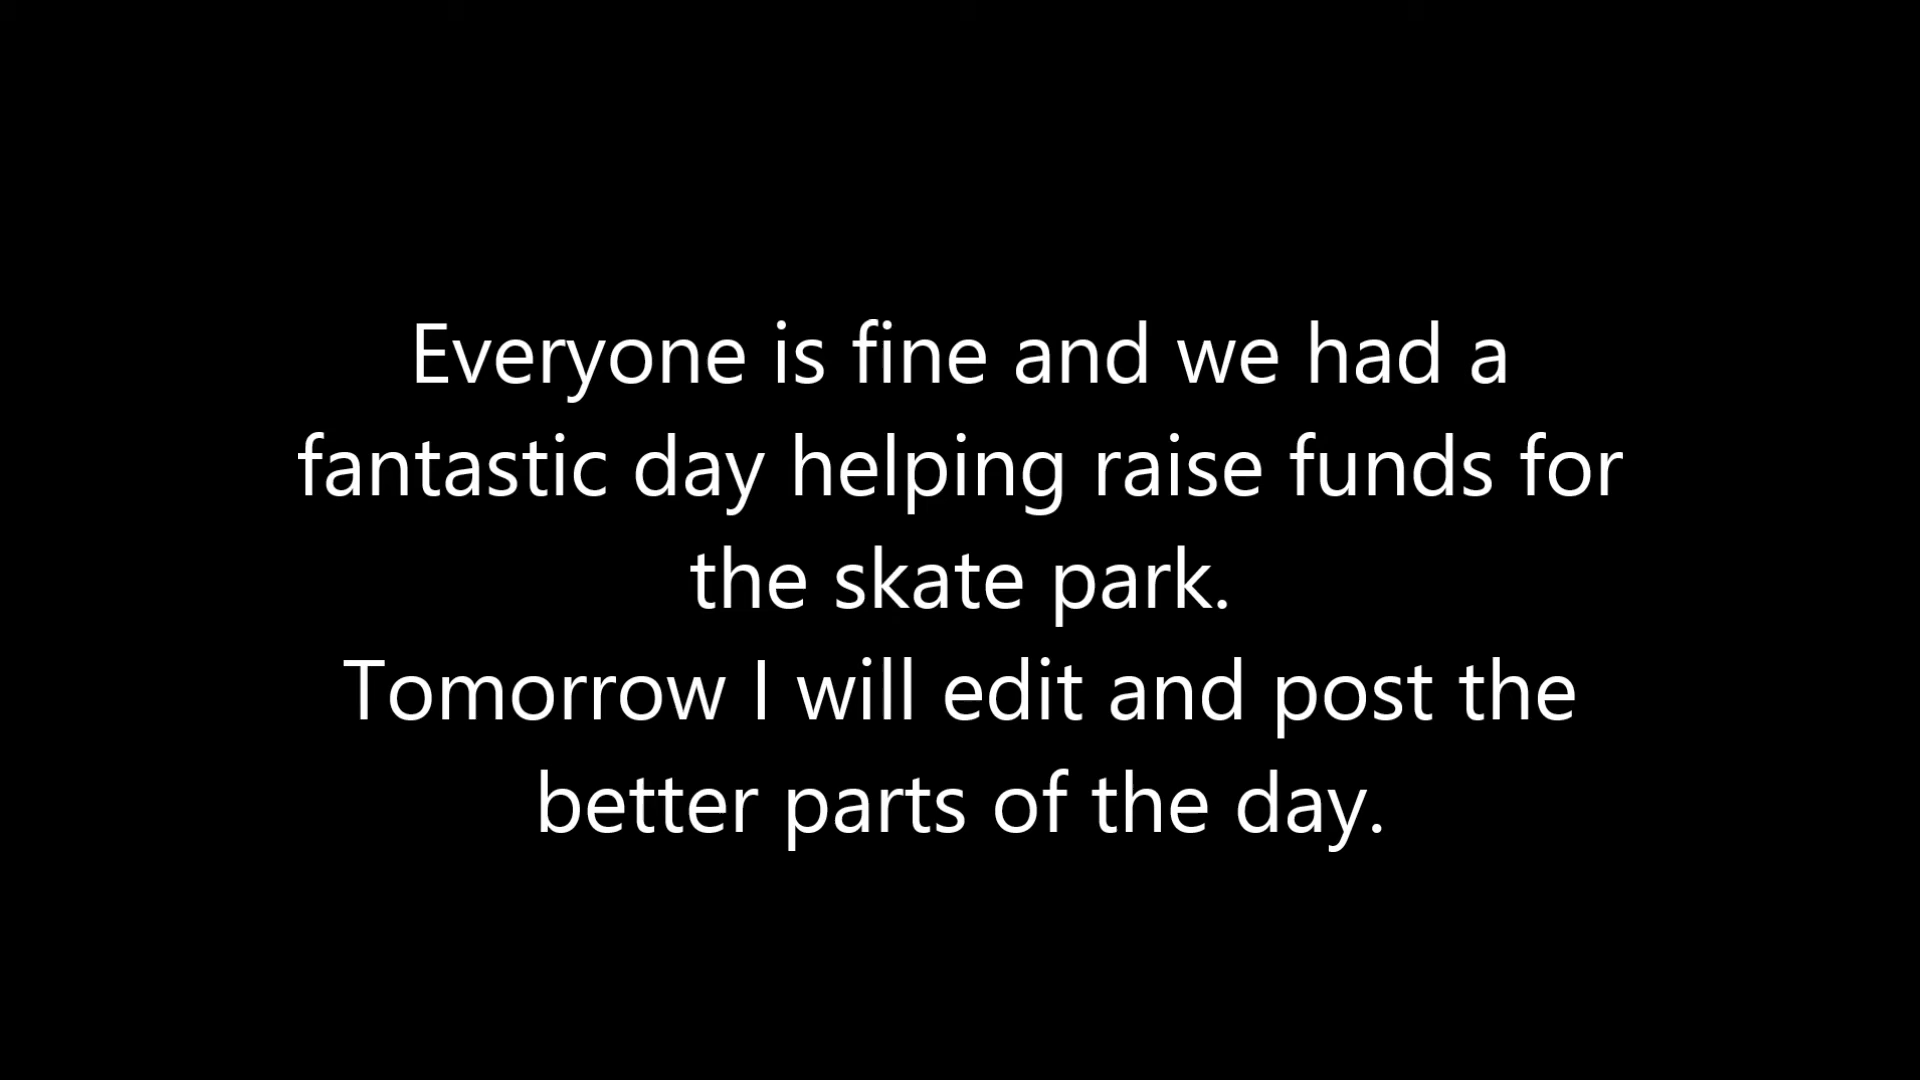 Everyone is fine and we had a
fantastic day helping raise funds for
the skate park.
Tomorrow I will edit and post the
better parts of the day.